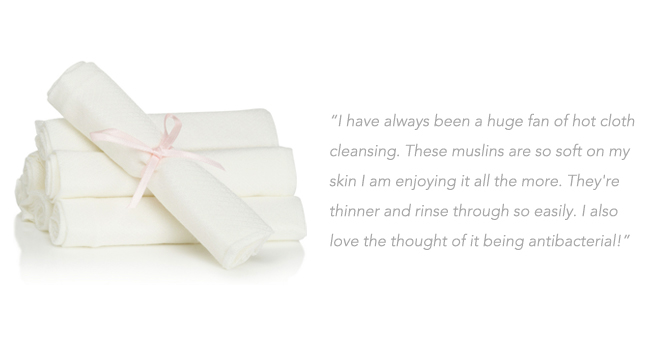 “I have always been a huge fan of hot cloth
cleansing. These muslins are so soft on my
skin I am enjoying it all the more. They're
thinner and rinse through so easily. I also
love the thought of it being antibacterial!”